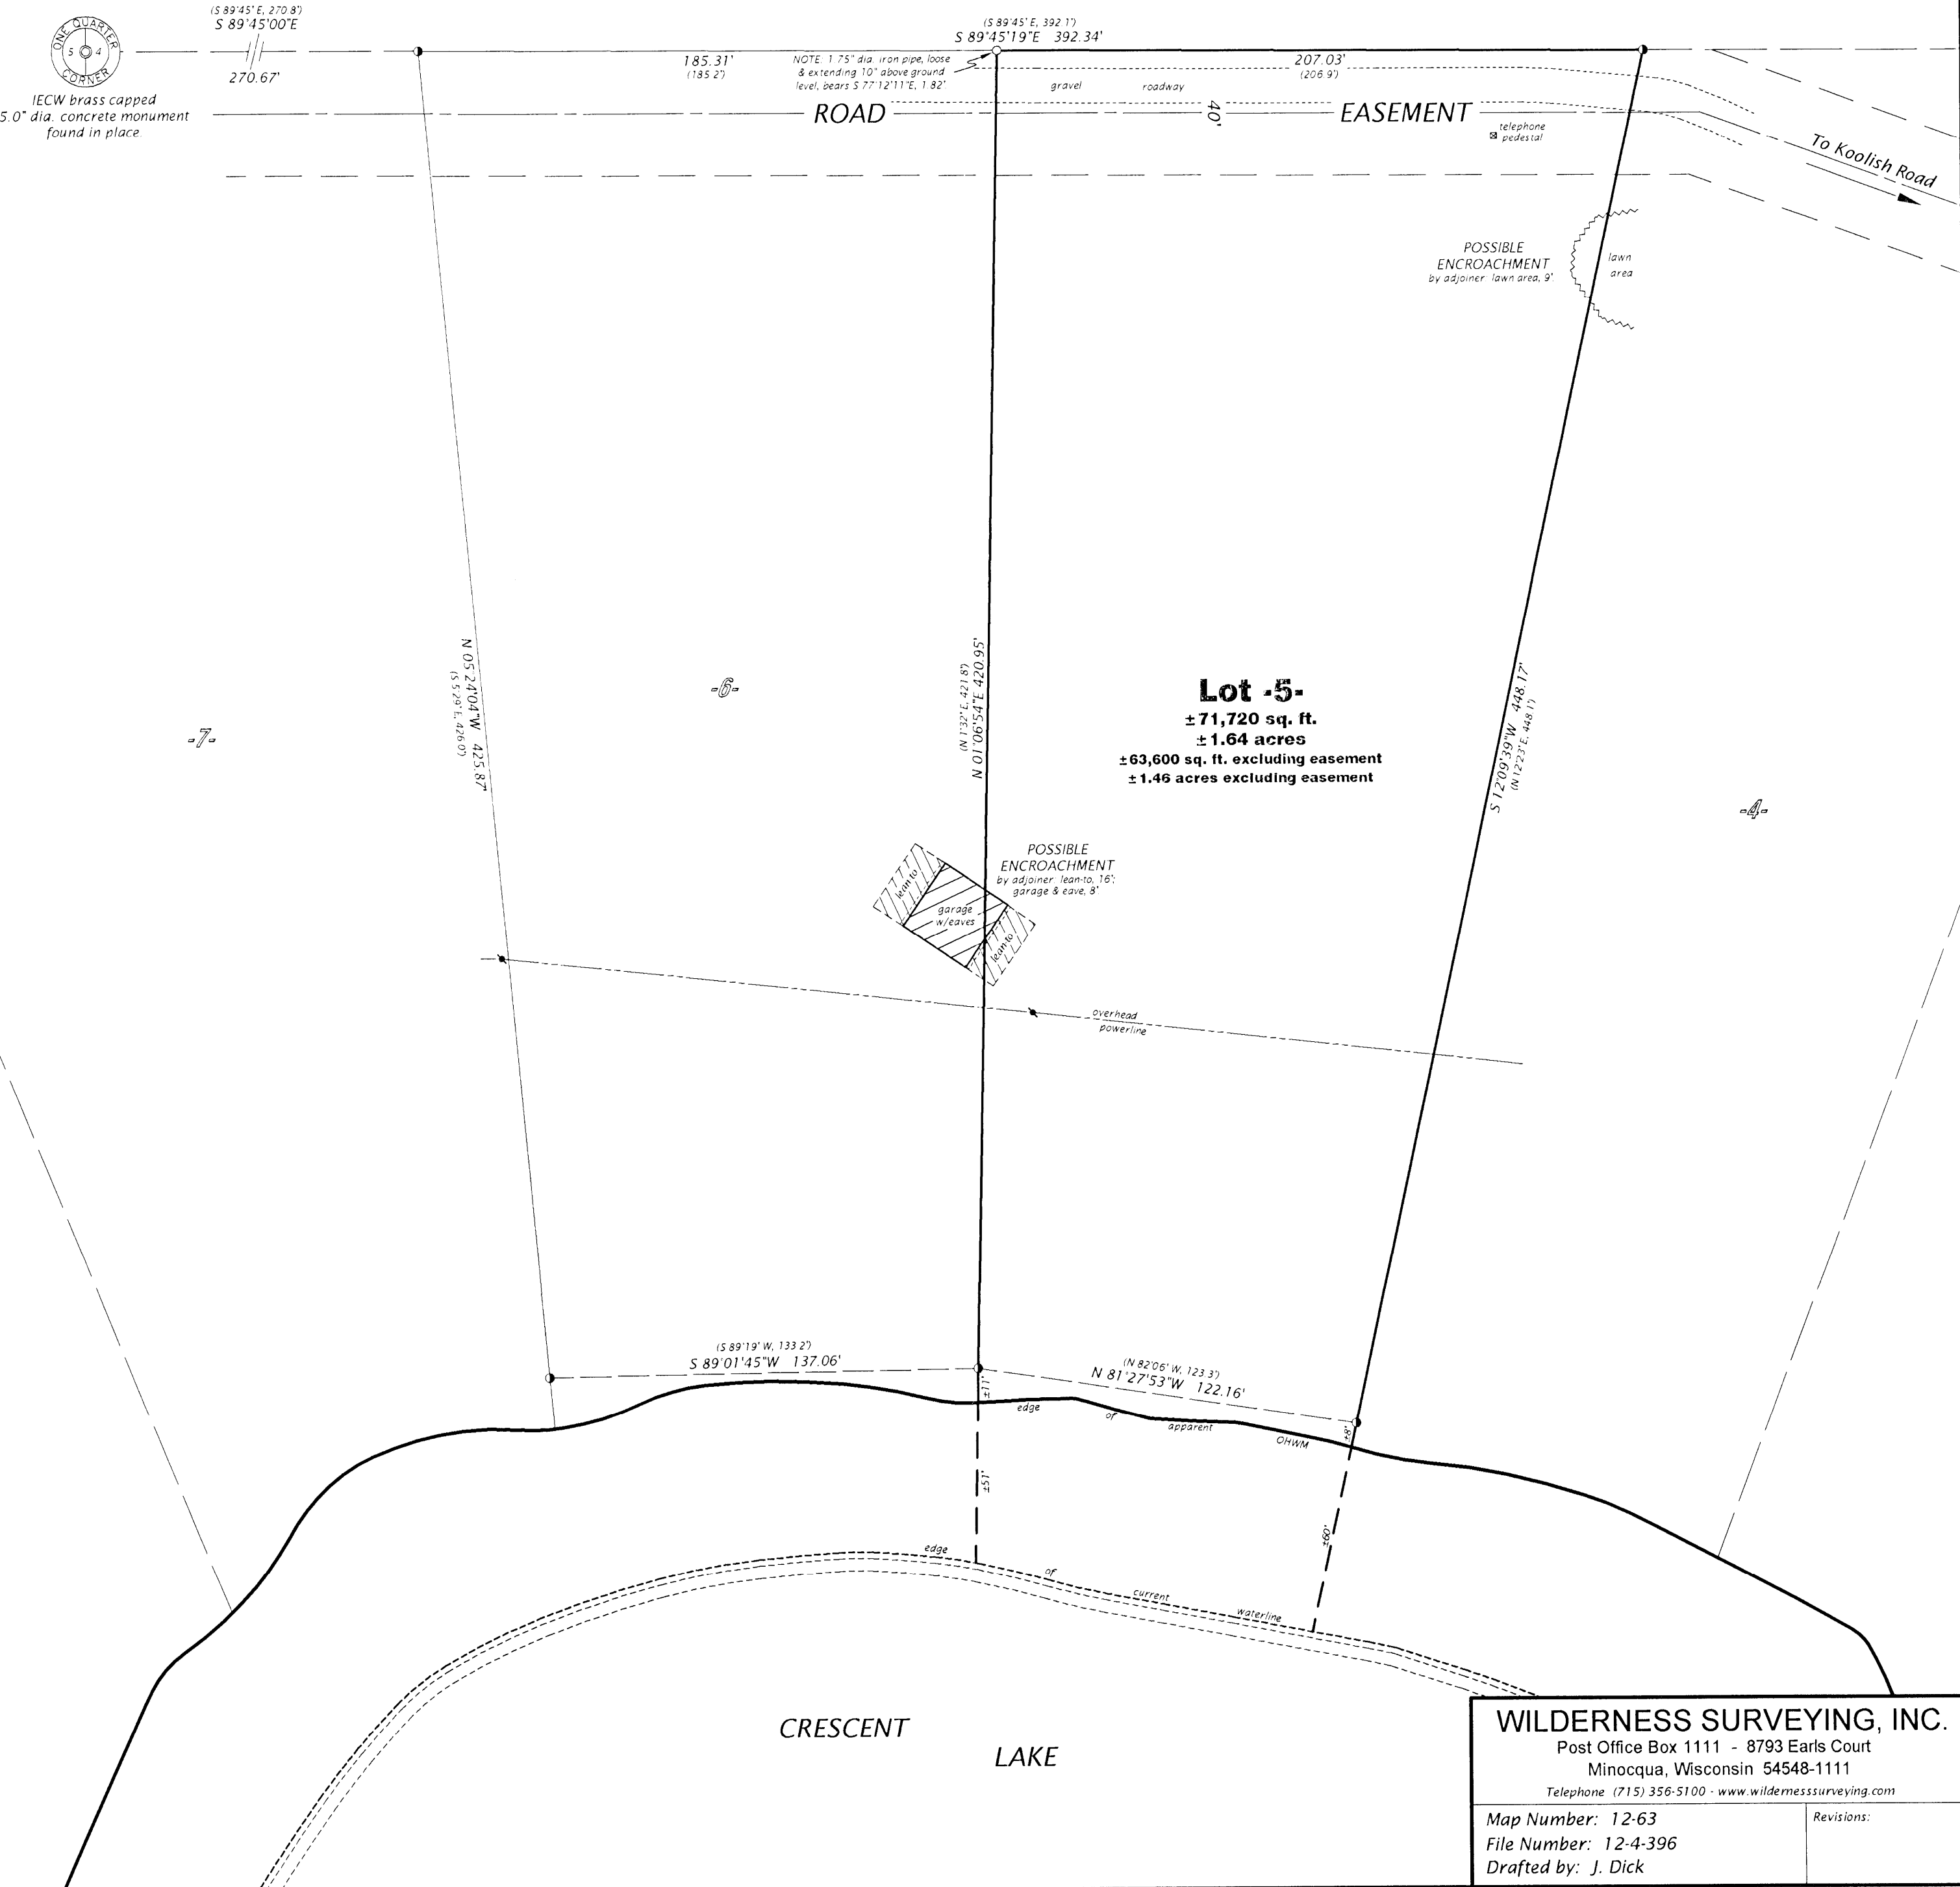 (S 89°45' E, 270.8')
S 89°45'00"E
270.67'
ONE QUARTER
5 4
CORNER
IECW brass capped
5.0" dia. concrete monument
found in place.
(S 89°45' E, 392.1')
S 89°45'19"E 392.34'
185.31'
(185.2')
NOTE: 1.75" dia. iron pipe, loose
& extending 10" above ground
level, bears S 77°12'11"E, 1.82'
207.03'
(206.9')
gravel roadway
ROAD EASEMENT
40'
telephone
pedestal
To Koolish Road
POSSIBLE
ENCROACHMENT
by adjoiner: lawn area, 9'.
lawn
area
N 05°24'04"W 425.87'
(S 5°29' E, 426.0')
-6-
-7-
(N 1°32' E, 421.8')
N 01°06'54"E 420.95'
Lot -5-
±71,720 sq. ft.
±1.64 acres
±63,600 sq. ft. excluding easement
±1.46 acres excluding easement
S 12°09'39"W 448.17'
(N 12°23' E, 448.1')
-4-
POSSIBLE
ENCROACHMENT
by adjoiner: lean-to, 16';
garage & eave, 8'.
lean-to
garage
w/eaves
lean-to
overhead
powerline
(S 89°19' W, 133.2')
S 89°01'45"W 137.06'
(N 82°06' W, 123.3')
N 81°27'53"W 122.16'
±11'
±8'
edge of apparent OHWM
±51'
±60'
edge of current waterline
CRESCENT
LAKE
WILDERNESS SURVEYING, INC.
Post Office Box 1111 - 8793 Earls Court
Minocqua, Wisconsin 54548-1111
Telephone (715) 356-5100 - www.wildernesssurveying.com
Map Number: 12-63
File Number: 12-4-396
Drafted by: J. Dick
Revisions: